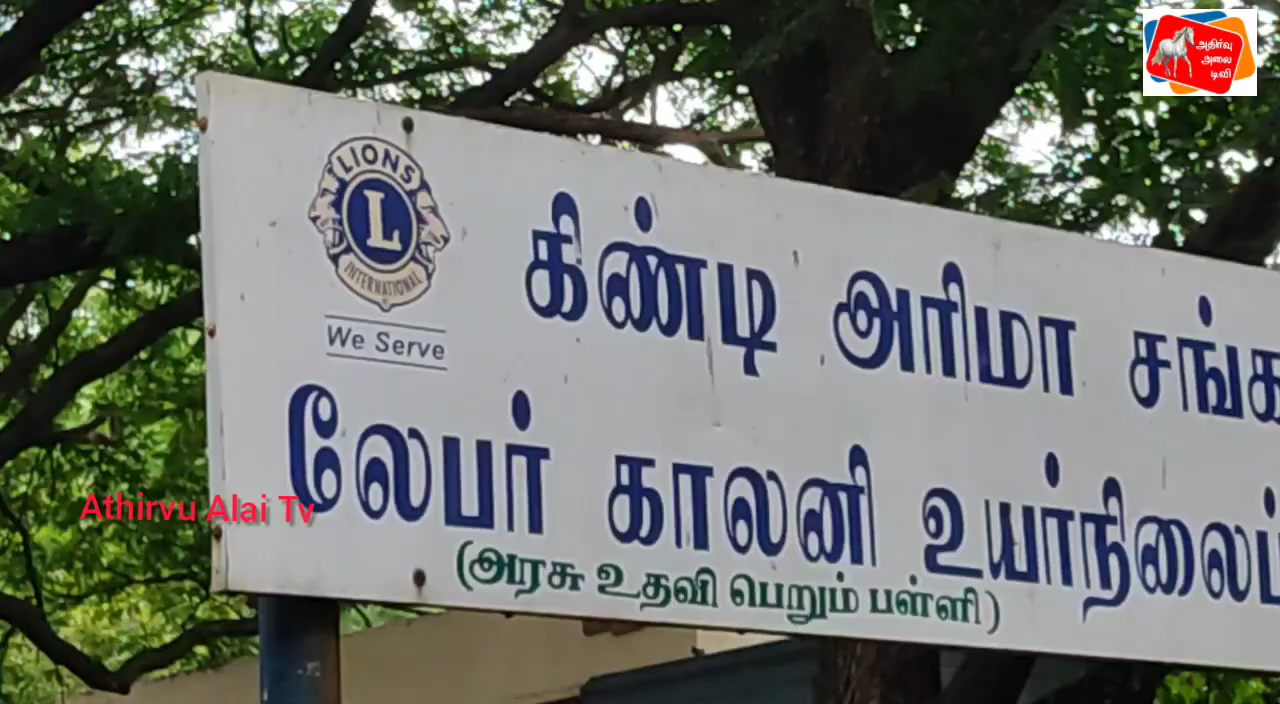 அதிர்வு
அலை
டிவி
LIONS
L
INTERNATIONAL
We Serve
கிண்டி அரிமா சங்க
லேபர் காலனி உயர்நிலைப்
(அரசு உதவி பெறும் பள்ளி)
Athirvu Alai Tv